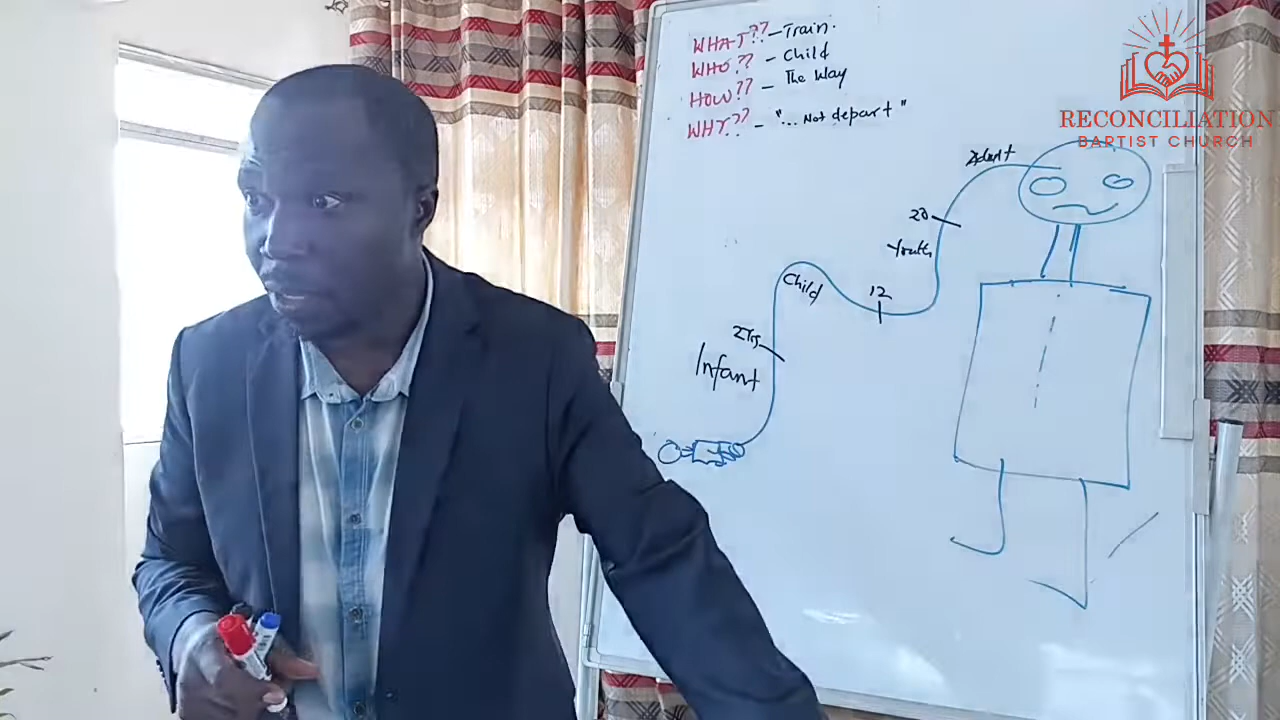 WHAT?? - Train.
WHO?? - Child
HOW?? - The Way
WHY?? - "... Not depart"
RECONCILIATION
BAPTIST CHURCH
Adult
20
Youth
Child
12
2yrs
Infant